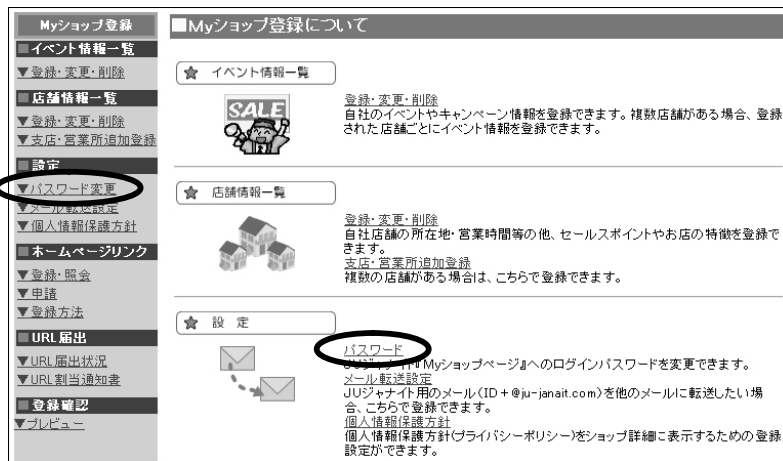 Myショップ登録
■イベント情報一覧
▼登録・変更・削除
■店舗情報一覧
▼登録・変更・削除
▼支店・営業所追加登録
■設定
▼パスワード変更
▼メール転送設定
▼個人情報保護方針
■ホームページリンク
▼登録・照会
▼申請
▼登録方法
■URL届出
▼URL届出状況
▼URL割当通知書
■登録確認
▼プレビュー
■Myショップ登録について
★ イベント情報一覧
SALE
登録・変更・削除
自社のイベントやキャンペーン情報を登録できます。複数店舗がある場合、登録
された店舗ごとにイベント情報を登録できます。
★ 店舗情報一覧
登録・変更・削除
自社店舗の所在地・営業時間等の他、セールスポイントやお店の特徴を登録で
きます。
支店・営業所追加登録
複数の店舗がある場合は、こちらで登録できます。
★ 設 定
パスワード
JUジャナイト『Myショップページ』へのログインパスワードを変更できます。
メール転送設定
JUジャナイト用のメール(ID+@ju-janait.com)を他のメールに転送したい場
合、こちらで登録できます。
個人情報保護方針
個人情報保護方針(プライバシーポリシー)をショップ詳細に表示するための登録
設定ができます。